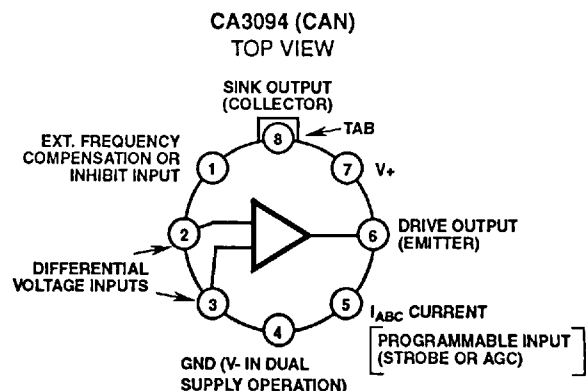 CA3094 (CAN)
TOP VIEW
SINK OUTPUT
(COLLECTOR)
TAB
8
EXT. FREQUENCY
COMPENSATION OR
INHIBIT INPUT
1
7
V+
2
6
DRIVE OUTPUT
(EMITTER)
DIFFERENTIAL
VOLTAGE INPUTS
3
5
IABC CURRENT
PROGRAMMABLE INPUT
(STROBE OR AGC)
4
GND (V- IN DUAL
SUPPLY OPERATION)